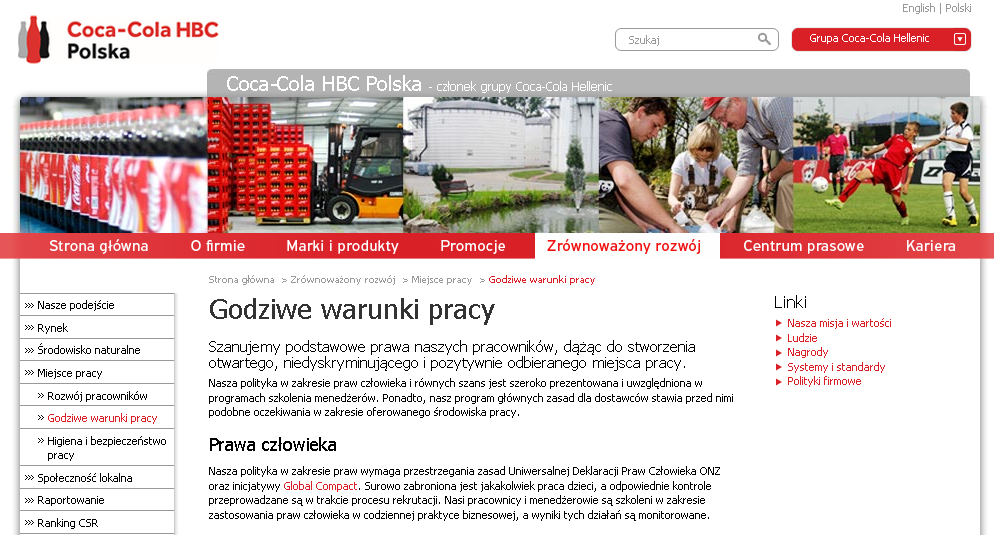 English | Polski
Coca-Cola HBC
Polska
Szukaj
Grupa Coca-Cola Hellenic
Coca-Cola HBC Polska - członek grupy Coca-Cola Hellenic
Strona główna O firmie Marki i produkty Promocje Zrównoważony rozwój Centrum prasowe Kariera
Strona główna > Zrównoważony rozwój > Miejsce pracy > Godziwe warunki pracy
Nasze podejście
Rynek
Środowisko naturalne
Miejsce pracy
Rozwój pracowników
Godziwe warunki pracy
Higiena i bezpieczeństwo
pracy
Społeczność lokalna
Raportowanie
Ranking CSR
Godziwe warunki pracy
Szanujemy podstawowe prawa naszych pracowników, dążąc do stworzenia
otwartego, niedyskryminującego i pozytywnie odbieranego miejsca pracy.
Nasza polityka w zakresie praw człowieka i równych szans jest szeroko prezentowana i uwzględniona w
programach szkolenia menedżerów. Ponadto, nasz program głównych zasad dla dostawców stawia przed nimi
podobne oczekiwania w zakresie oferowanego środowiska pracy.
Prawa człowieka
Nasza polityka w zakresie praw wymaga przestrzegania zasad Uniwersalnej Deklaracji Praw Człowieka ONZ
oraz inicjatywy Global Compact. Surowo zabroniona jest jakakolwiek praca dzieci, a odpowiednie kontrole
przeprowadzane są w trakcie procesu rekrutacji. Nasi pracownicy i menedżerowie są szkoleni w zakresie
zastosowania praw człowieka w codziennej praktyce biznesowej, a wyniki tych działań są monitorowane.
Linki
Nasza misja i wartości
Ludzie
Nagrody
Systemy i standardy
Polityki firmowe